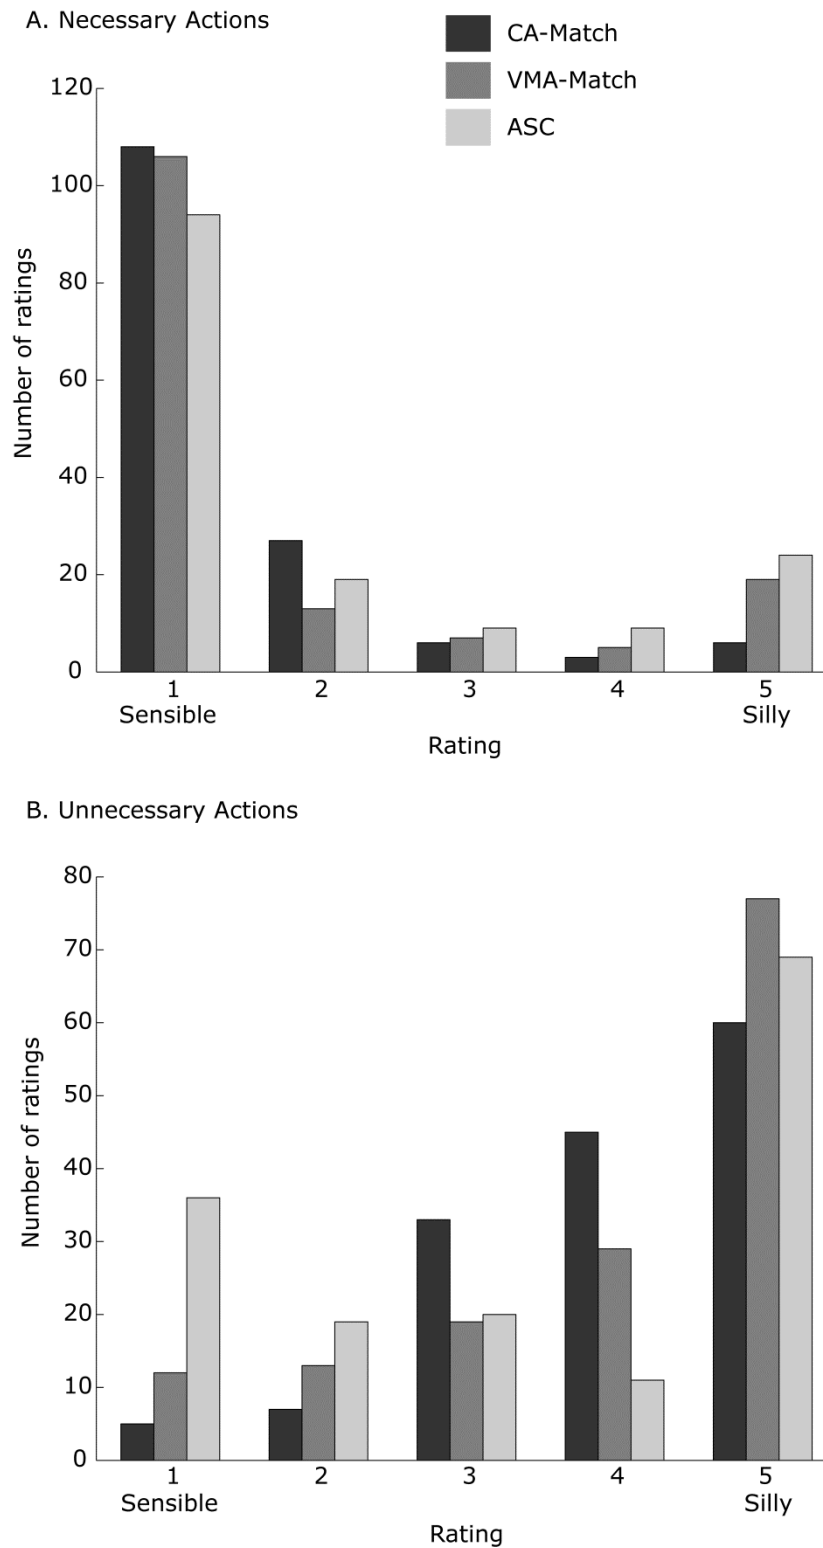 A. Necessary Actions
CA-Match
VMA-Match
ASC
120
100
80
60
40
20
0
Number of ratings
1 2 3 4 5
Sensible Silly
Rating
B. Unnecessary Actions
80
70
60
50
40
30
20
10
0
Number of ratings
1 2 3 4 5
Sensible Silly
Rating